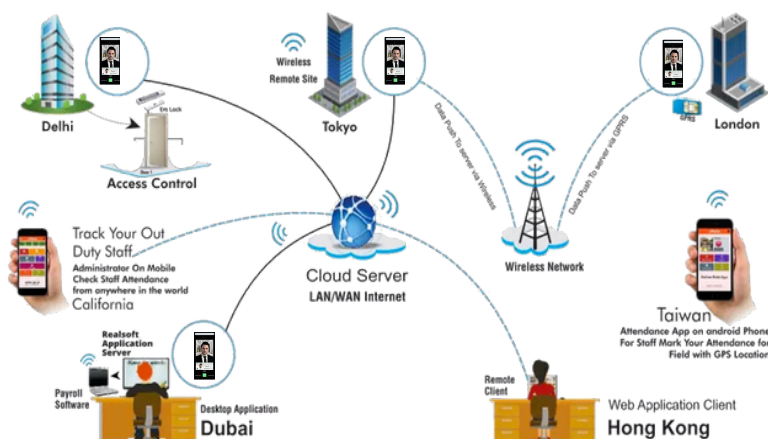 Delhi
Em Lock
Access Control
Wireless
Remote Site
Tokyo
Data Push To server via Wireless
Data Push To server via GPRS
GPRS
London
Wireless Network
Track Your Out
Duty Staff
Administrator On Mobile
Check Staff Attendance
from anywhere in the world
California
Cloud Server
LAN/WAN Internet
Taiwan
Attendance App on android Phone
For Staff Mark Your Attendance for
Field with GPS Location
Realsoft
Application
Server
Payroll
Software
Desktop Application
Dubai
Remote
Client
Web Application Client
Hong Kong